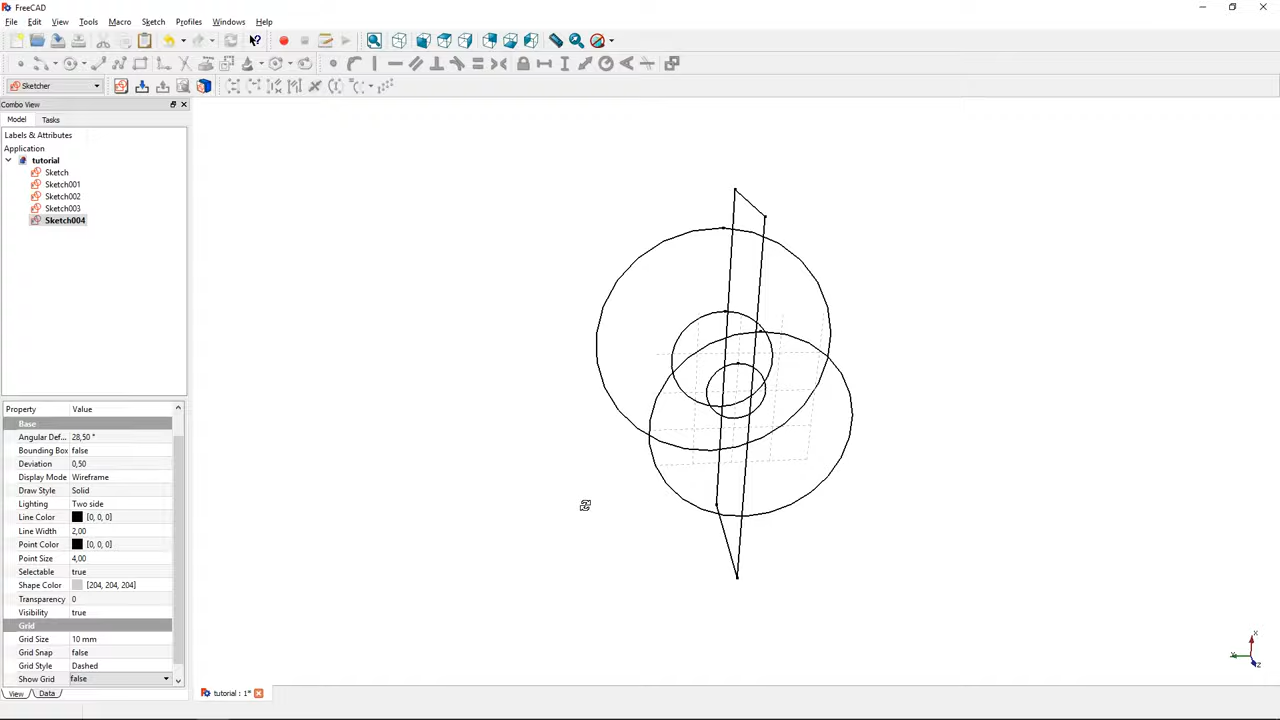 FreeCAD
File Edit View Tools Macro Sketch Profiles Windows Help
Sketcher
Combo View
Model Tasks
Labels & Attributes
Application
tutorial
Sketch
Sketch001
Sketch002
Sketch003
Sketch004
Property Value
Base
Angular Def... 28,50 °
Bounding Box false
Deviation 0,50
Display Mode Wireframe
Draw Style Solid
Lighting Two side
Line Color [0, 0, 0]
Line Width 2,00
Point Color [0, 0, 0]
Point Size 4,00
Selectable true
Shape Color [204, 204, 204]
Transparency 0
Visibility true
Grid
Grid Size 10 mm
Grid Snap false
Grid Style Dashed
Show Grid false
View Data
tutorial : 1*
X
Y
Z